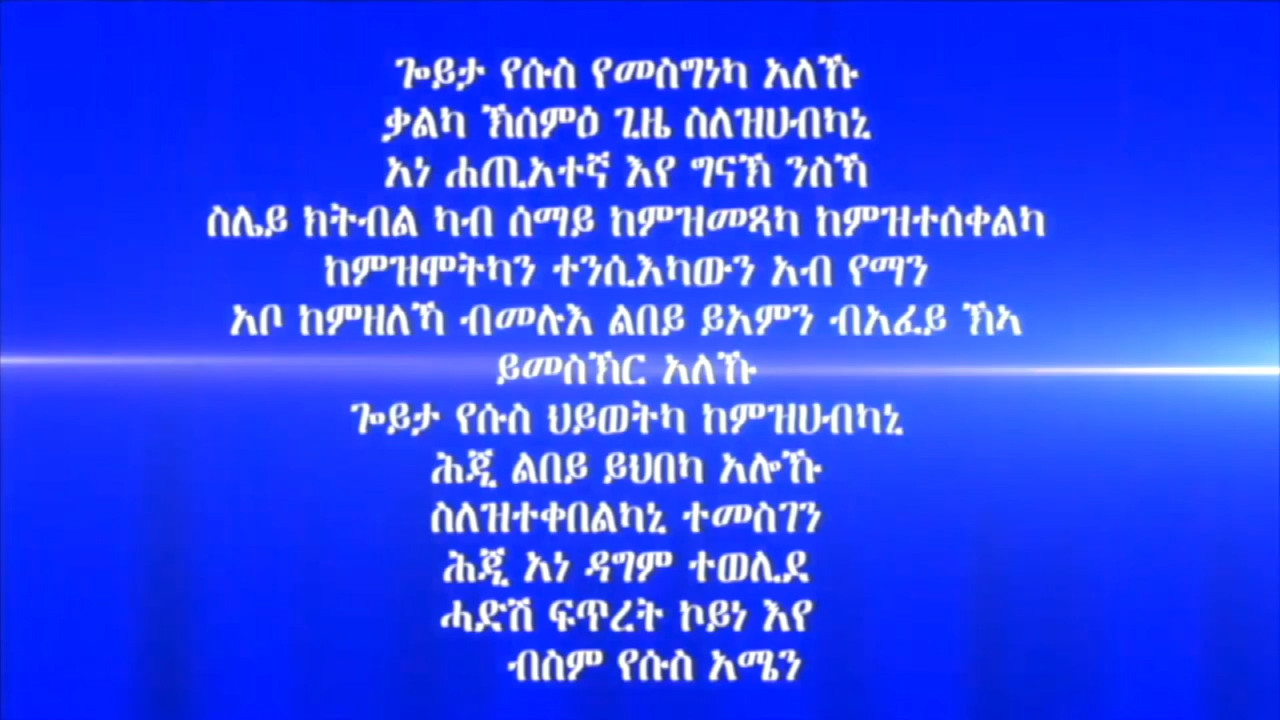 ጐይታ የሱስ የመስግነካ አለኹ
ቃልካ ኽሰምዕ ጊዜ ስለዝሀብካኒ
አነ ሐጢአተኛ እየ ግናኽ ንስኻ
ስሌይ ክትብል ካብ ሰማይ ከምዝመጻካ ከምዝተሰቀልካ
ከምዝሞትካን ተንሲእካውን አብ የማን
አቦ ከምዘለኻ ብመሉእ ልበይ ይአምን ብአፈይ ኽኣ
ይመስኽር አለኹ
ጐይታ የሱስ ህይወትካ ከምዝሀብካኒ
ሕጂ ልበይ ይህበካ አሎኹ
ስለዝተቀበልካኒ ተመስገን
ሕጂ አነ ዳግም ተወሊደ
ሓድሽ ፍጥረት ኮይነ እየ
ብስም የሱስ አሜን